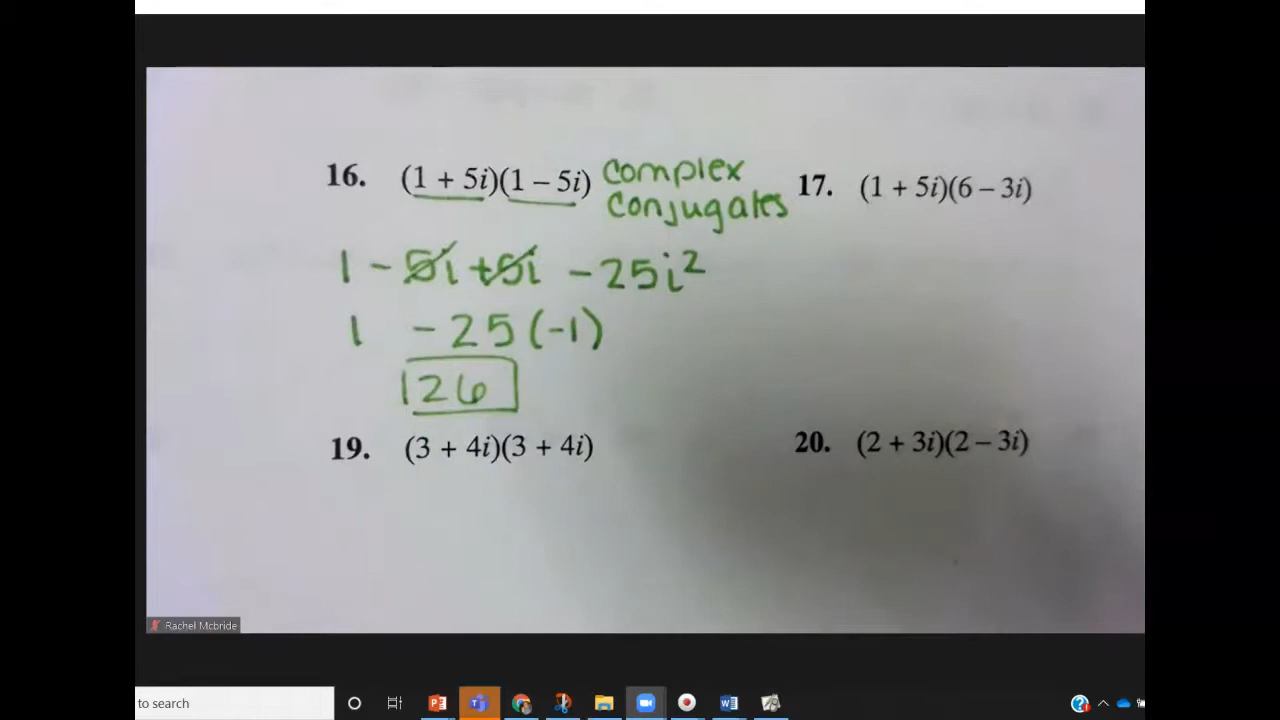 16. (1 + 5i)(1 – 5i) complex conjugates
17. (1 + 5i)(6 – 3i)
1 - 5i + 5i - 25i²
1 - 25(-1)
26
19. (3 + 4i)(3 + 4i)
20. (2 + 3i)(2 – 3i)
Rachel Mcbride
to search